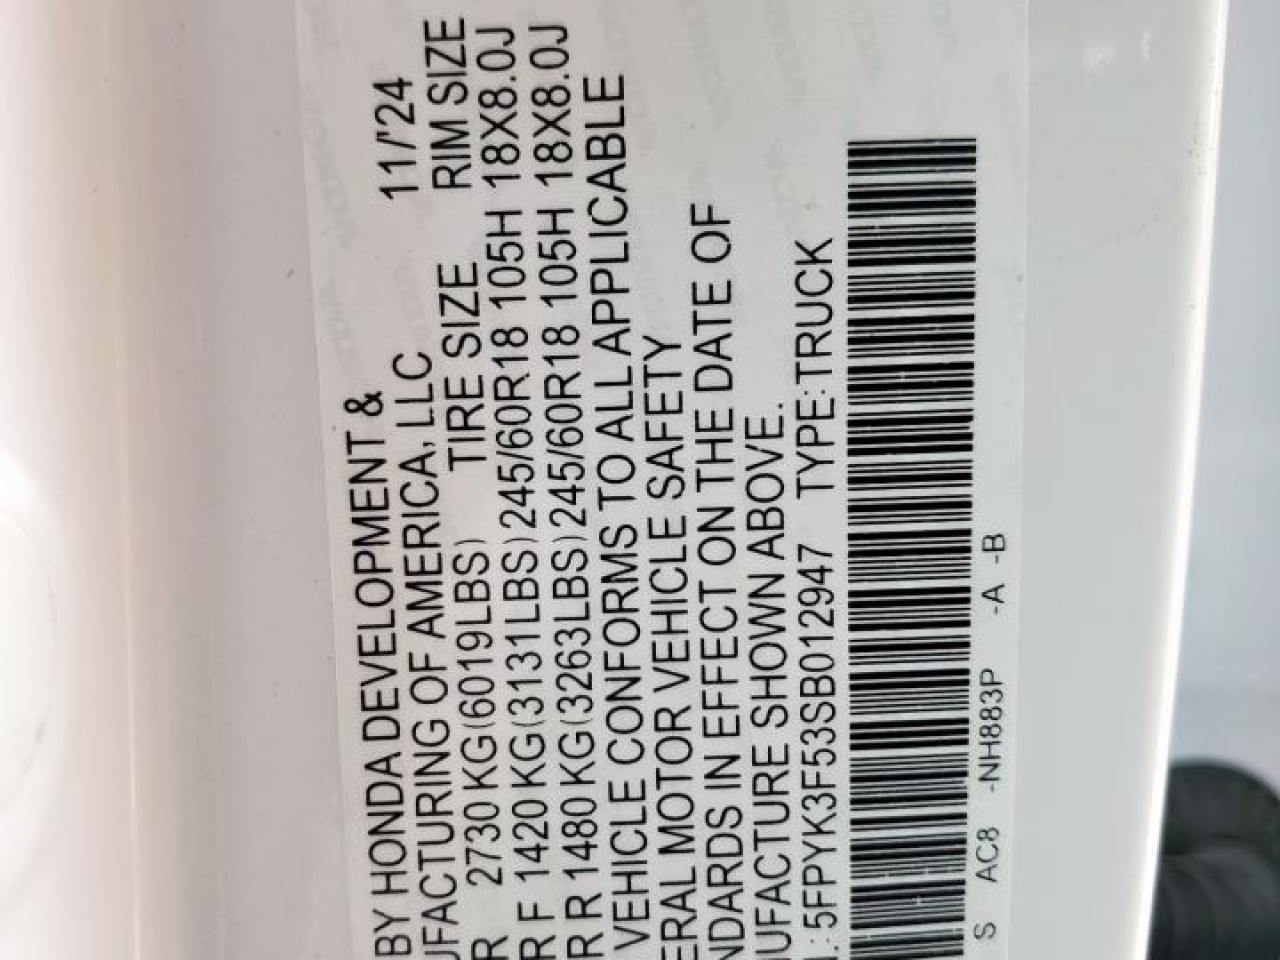 BY HONDA DEVELOPMENT &
UFACTURING OF AMERICA, LLC 11/'24
R 2730 KG(6019LBS) TIRE SIZE RIM SIZE
R F 1420 KG(3131LBS)245/60R18 105H 18X8.0J
R R 1480 KG(3263LBS)245/60R18 105H 18X8.0J
VEHICLE CONFORMS TO ALL APPLICABLE
ERAL MOTOR VEHICLE SAFETY
NDARDS IN EFFECT ON THE DATE OF
UFACTURE SHOWN ABOVE.
.:5FPYK3F53SB012947 TYPE:TRUCK
S AC8 -NH883P -A -B